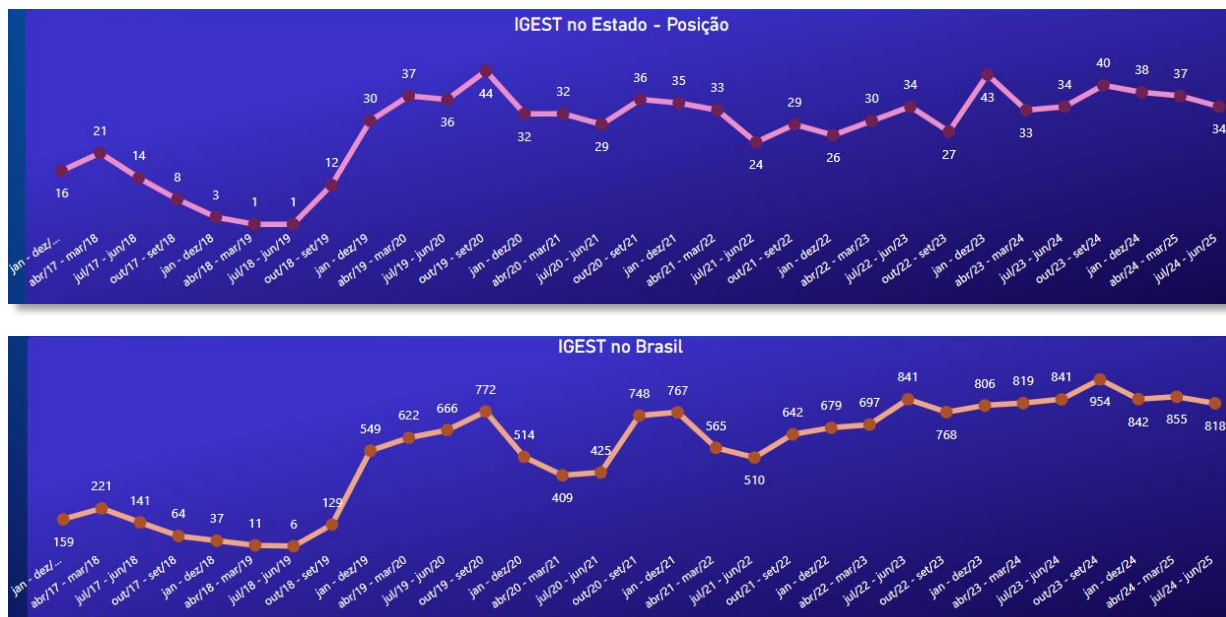 IGEST no Estado - Posição
16 21 14 8 3 1 1 12 30 37 36 44 32 32 29 36 35 33 24 29 26 30 34 27 43 33 34 40 38 37 34
jan - dez/...
abr/17 - mar/18
jul/17 - jun/18
out/17 - set/18
jan - dez/18
abr/18 - mar/19
jul/18 - jun/19
out/18 - set/19
jan - dez/19
abr/19 - mar/20
jul/19 - jun/20
out/19 - set/20
jan - dez/20
abr/20 - mar/21
jul/20 - jun/21
out/20 - set/21
jan - dez/21
abr/21 - mar/22
jul/21 - jun/22
out/21 - set/22
jan - dez/22
abr/22 - mar/23
jul/22 - jun/23
out/22 - set/23
jan - dez/23
abr/23 - mar/24
jul/23 - jun/24
out/23 - set/24
jan - dez/24
abr/24 - mar/25
jul/24 - jun/25
IGEST no Brasil
159 221 141 64 37 11 6 129 549 622 666 772 514 409 425 748 767 565 510 642 679 697 841 768 806 819 841 954 842 855 818
jan - dez/...
abr/17 - mar/18
jul/17 - jun/18
out/17 - set/18
jan - dez/18
abr/18 - mar/19
jul/18 - jun/19
out/18 - set/19
jan - dez/19
abr/19 - mar/20
jul/19 - jun/20
out/19 - set/20
jan - dez/20
abr/20 - mar/21
jul/20 - jun/21
out/20 - set/21
jan - dez/21
abr/21 - mar/22
jul/21 - jun/22
out/21 - set/22
jan - dez/22
abr/22 - mar/23
jul/22 - jun/23
out/22 - set/23
jan - dez/23
abr/23 - mar/24
jul/23 - jun/24
out/23 - set/24
jan - dez/24
abr/24 - mar/25
jul/24 - jun/25